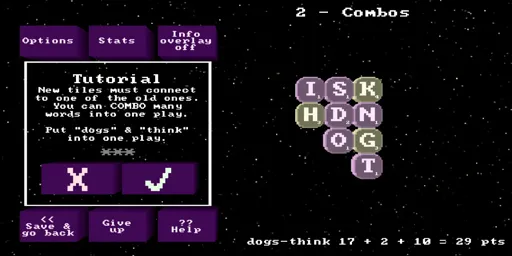 2 - Combos
Options
Stats
Info
overlay
off
Tutorial
New tiles must connect
to one of the old ones.
You can COMBO many
words into one play.
Put "dogs" & "think"
into one play.
***
X
<<
Save &
go back
Give
up
??
Help
I S K
H D N
O G
T
dogs-think 17 + 2 + 10 = 29 pts